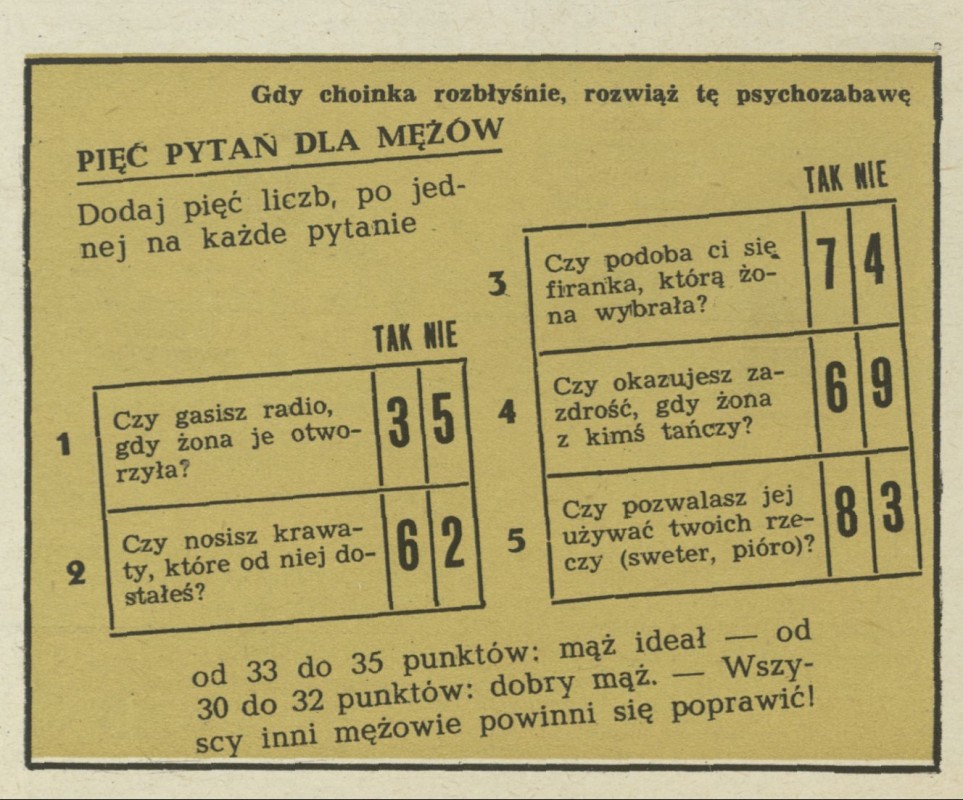 Gdy choinka rozbłyśnie, rozwiąż tę psychozabawę
PIĘĆ PYTAŃ DLA MĘŻÓW
Dodaj pięć liczb, po jed-
nej na każde pytanie
TAK NIE
1
Czy gasisz radio,
gdy żona je otwo-
rzyła?
3 5
2
Czy nosisz krawa-
ty, które od niej do-
stałeś?
6 2
TAK NIE
3
Czy podoba ci się
firanka, którą żo-
na wybrała?
7 4
4
Czy okazujesz za-
zdrość, gdy żona
z kimś tańczy?
6 9
5
Czy pozwalasz jej
używać twoich rze-
czy (sweter, pióro)?
8 3
od 33 do 35 punktów: mąż ideał — od
30 do 32 punktów: dobry mąż. — Wszy-
scy inni mężowie powinni się poprawić!